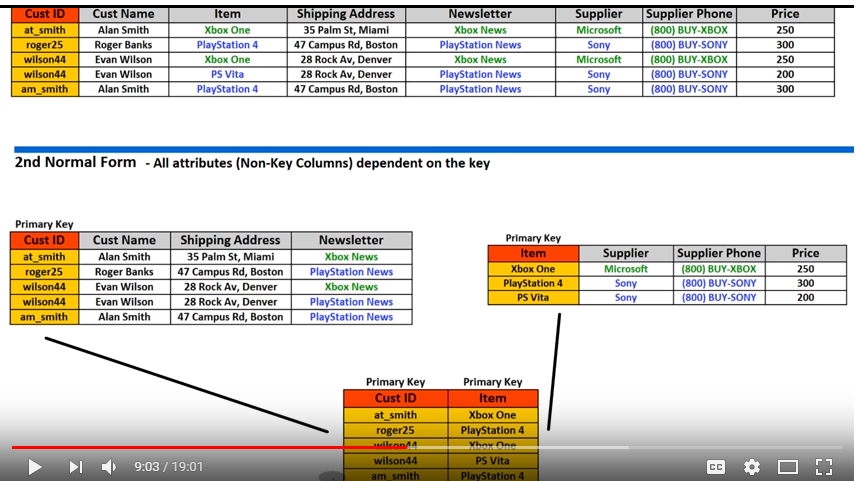 Cust ID Cust Name Item Shipping Address Newsletter Supplier Supplier Phone Price
at_smith Alan Smith Xbox One 35 Palm St, Miami Xbox News Microsoft (800) BUY-XBOX 250
roger25 Roger Banks PlayStation 4 47 Campus Rd, Boston PlayStation News Sony (800) BUY-SONY 300
wilson44 Evan Wilson Xbox One 28 Rock Av, Denver Xbox News Microsoft (800) BUY-XBOX 250
wilson44 Evan Wilson PS Vita 28 Rock Av, Denver PlayStation News Sony (800) BUY-SONY 200
am_smith Alan Smith PlayStation 4 47 Campus Rd, Boston PlayStation News Sony (800) BUY-SONY 300
2nd Normal Form - All attributes (Non-Key Columns) dependent on the key
Primary Key
Cust ID Cust Name Shipping Address Newsletter
at_smith Alan Smith 35 Palm St, Miami Xbox News
roger25 Roger Banks 47 Campus Rd, Boston PlayStation News
wilson44 Evan Wilson 28 Rock Av, Denver Xbox News
wilson44 Evan Wilson 28 Rock Av, Denver PlayStation News
am_smith Alan Smith 47 Campus Rd, Boston PlayStation News
Primary Key
Item Supplier Supplier Phone Price
Xbox One Microsoft (800) BUY-XBOX 250
PlayStation 4 Sony (800) BUY-SONY 300
PS Vita Sony (800) BUY-SONY 200
Primary Key Primary Key
Cust ID Item
at_smith Xbox One
roger25 PlayStation 4
wilson44 Xbox One
wilson44 PS Vita
am_smith PlayStation 4
9:03 / 19:01
CC